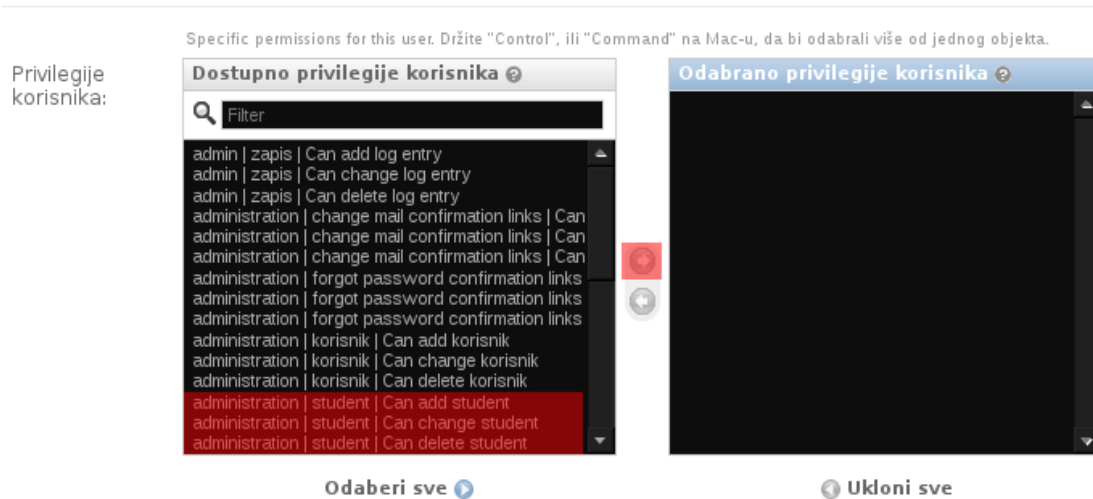 Specific permissions for this user. Držite "Control", ili "Command" na Mac-u, da bi odabrali više od jednog objekta.
Privilegije
korisnika:
Dostupno privilegije korisnika ?
Filter
admin | zapis | Can add log entry
admin | zapis | Can change log entry
admin | zapis | Can delete log entry
administration | change mail confirmation links | Can
administration | change mail confirmation links | Can
administration | change mail confirmation links | Can
administration | forgot password confirmation links
administration | forgot password confirmation links
administration | forgot password confirmation links
administration | korisnik | Can add korisnik
administration | korisnik | Can change korisnik
administration | korisnik | Can delete korisnik
administration | student | Can add student
administration | student | Can change student
administration | student | Can delete student
Odaberi sve
Odabrano privilegije korisnika ?
Ukloni sve